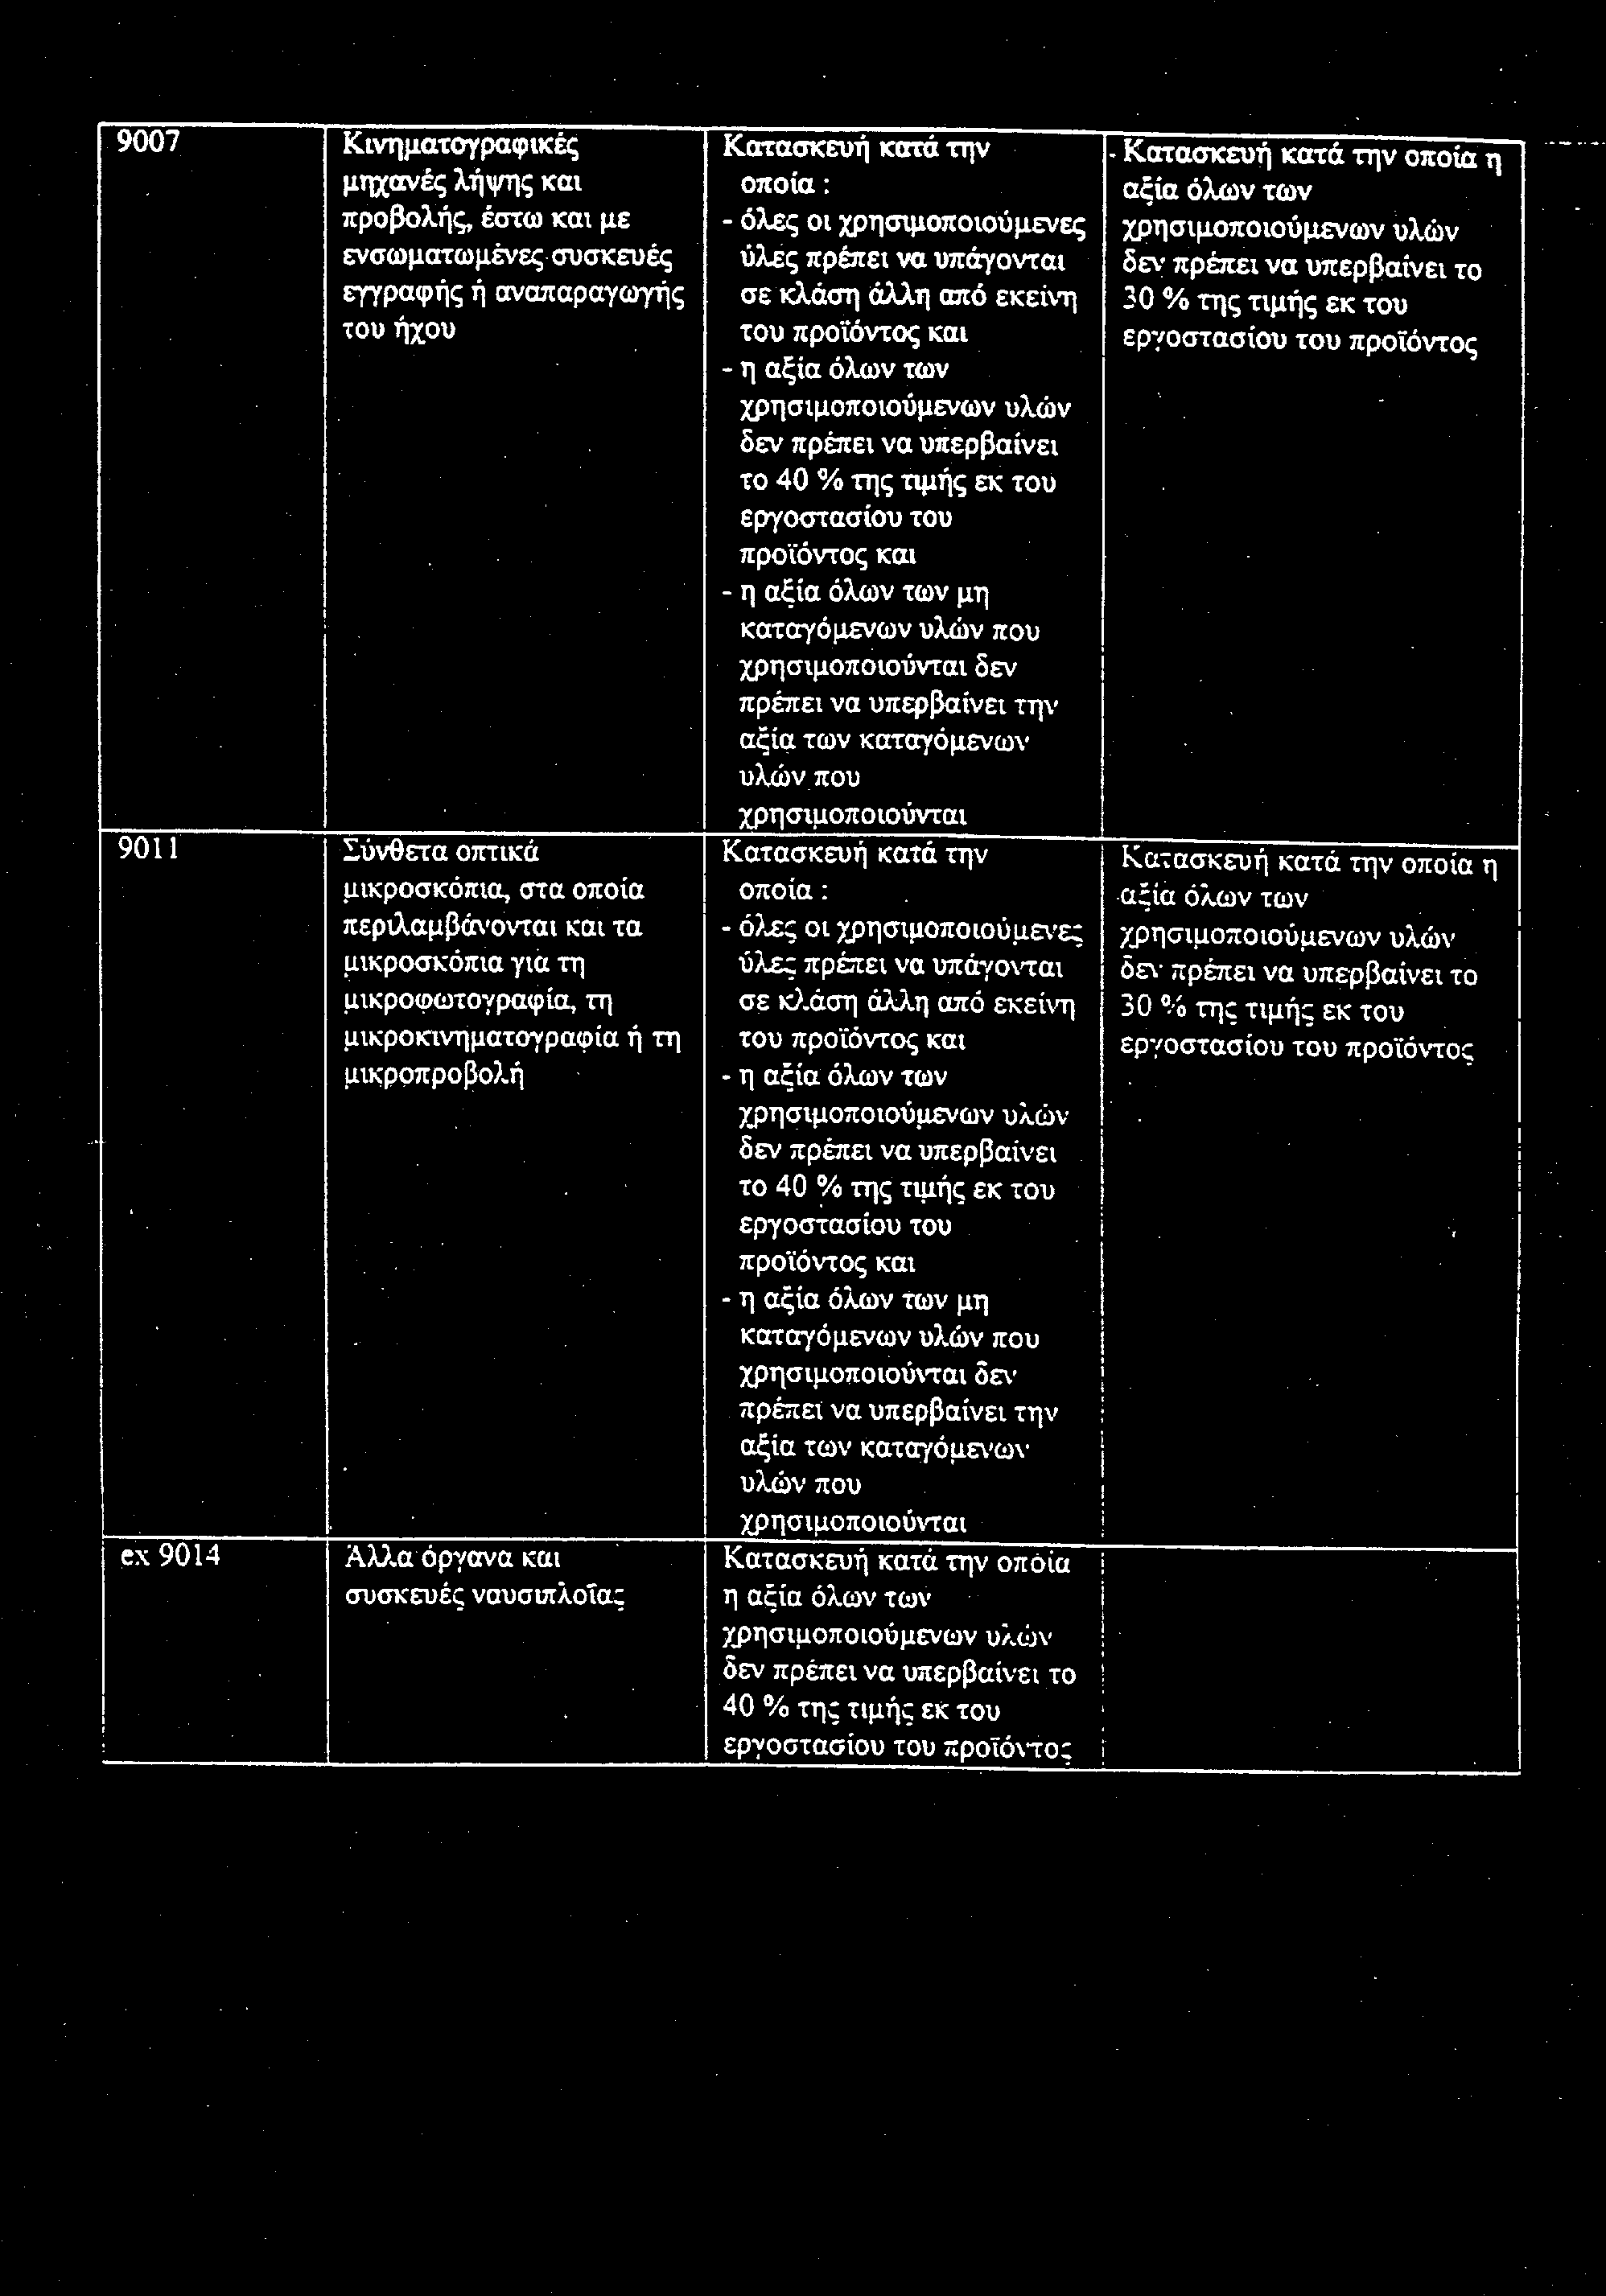 9007
Κινηματογραφικές
μηχανές λήψης και
προβολής, έστω και με
ενσωματωμένες συσκευές
εγγραφής ή αναπαραγωγής
του ήχου
Κατασκευή κατά την
οποία :
- όλες οι χρησιμοποιούμενες
ύλες πρέπει να υπάγονται
σε κλάση άλλη από εκείνη
του προϊόντος και
- η αξία όλων των
χρησιμοποιούμενων υλών
δεν πρέπει να υπερβαίνει
το 40 % της τιμής εκ του
εργοστασίου του
προϊόντος και
- η αξία όλων των μη
καταγόμενων υλών που
χρησιμοποιούνται δεν
πρέπει να υπερβαίνει την
αξία των καταγόμενων
υλών που
χρησιμοποιούνται
Κατασκευή κατά την οποία η
αξία όλων των
χρησιμοποιούμενων υλών
δεν πρέπει να υπερβαίνει το
30 % της τιμής εκ του
εργοστασίου του προϊόντος
9011
Σύνθετα οπτικά
μικροσκόπια, στα οποία
περιλαμβάνονται και τα
μικροσκόπια για τη
μικροφωτογραφία, τη
μικροκινηματογραφία ή τη
μικροπροβολή
Κατασκευή κατά την
οποία :
- όλες οι χρησιμοποιούμενες
ύλες πρέπει να υπάγονται
σε κλάση άλλη από εκείνη
του προϊόντος και
- η αξία όλων των
χρησιμοποιούμενων υλών
δεν πρέπει να υπερβαίνει
το 40 % της τιμής εκ του
εργοστασίου του
προϊόντος και
- η αξία όλων των μη
καταγόμενων υλών που
χρησιμοποιούνται δεν
πρέπει να υπερβαίνει την
αξία των καταγόμενων
υλών που
χρησιμοποιούνται
Κατασκευή κατά την οποία η
αξία όλων των
χρησιμοποιούμενων υλών
δεν πρέπει να υπερβαίνει το
30 % της τιμής εκ του
εργοστασίου του προϊόντος
ex 9014
Άλλα όργανα και
συσκευές ναυσιπλοΐας
Κατασκευή κατά την οποία
η αξία όλων των
χρησιμοποιούμενων υλών
δεν πρέπει να υπερβαίνει το
40 % της τιμής εκ του
εργοστασίου του προϊόντος